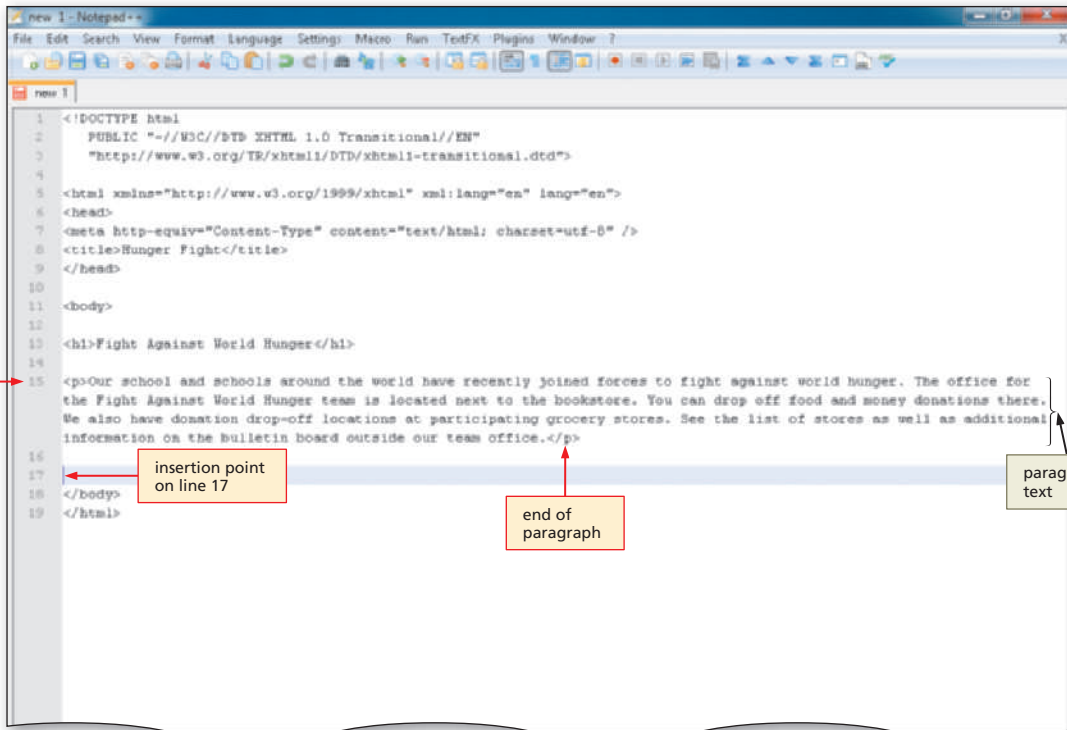 new 1 - Notepad++
File Edit Search View Format Language Settings Macro Run TextFX Plugins Window ? X
new 1
1 <!DOCTYPE html
2 PUBLIC "-//W3C//DTD XHTML 1.0 Transitional//EN"
3 "http://www.w3.org/TR/xhtml1/DTD/xhtml1-transitional.dtd">
4
5 <html xmlns="http://www.w3.org/1999/xhtml" xml:lang="en" lang="en">
6 <head>
7 <meta http-equiv="Content-Type" content="text/html; charset=utf-8" />
8 <title>Hunger Fight</title>
9 </head>
10
11 <body>
12
13 <h1>Fight Against World Hunger</h1>
14
15 <p>Our school and schools around the world have recently joined forces to fight against world hunger. The office for
the Fight Against World Hunger team is located next to the bookstore. You can drop off food and money donations there.
We also have donation drop-off locations at participating grocery stores. See the list of stores as well as additional
information on the bulletin board outside our team office.</p>
16
17
18 </body>
19 </html>
insertion point
on line 17
end of
paragraph
parag
text